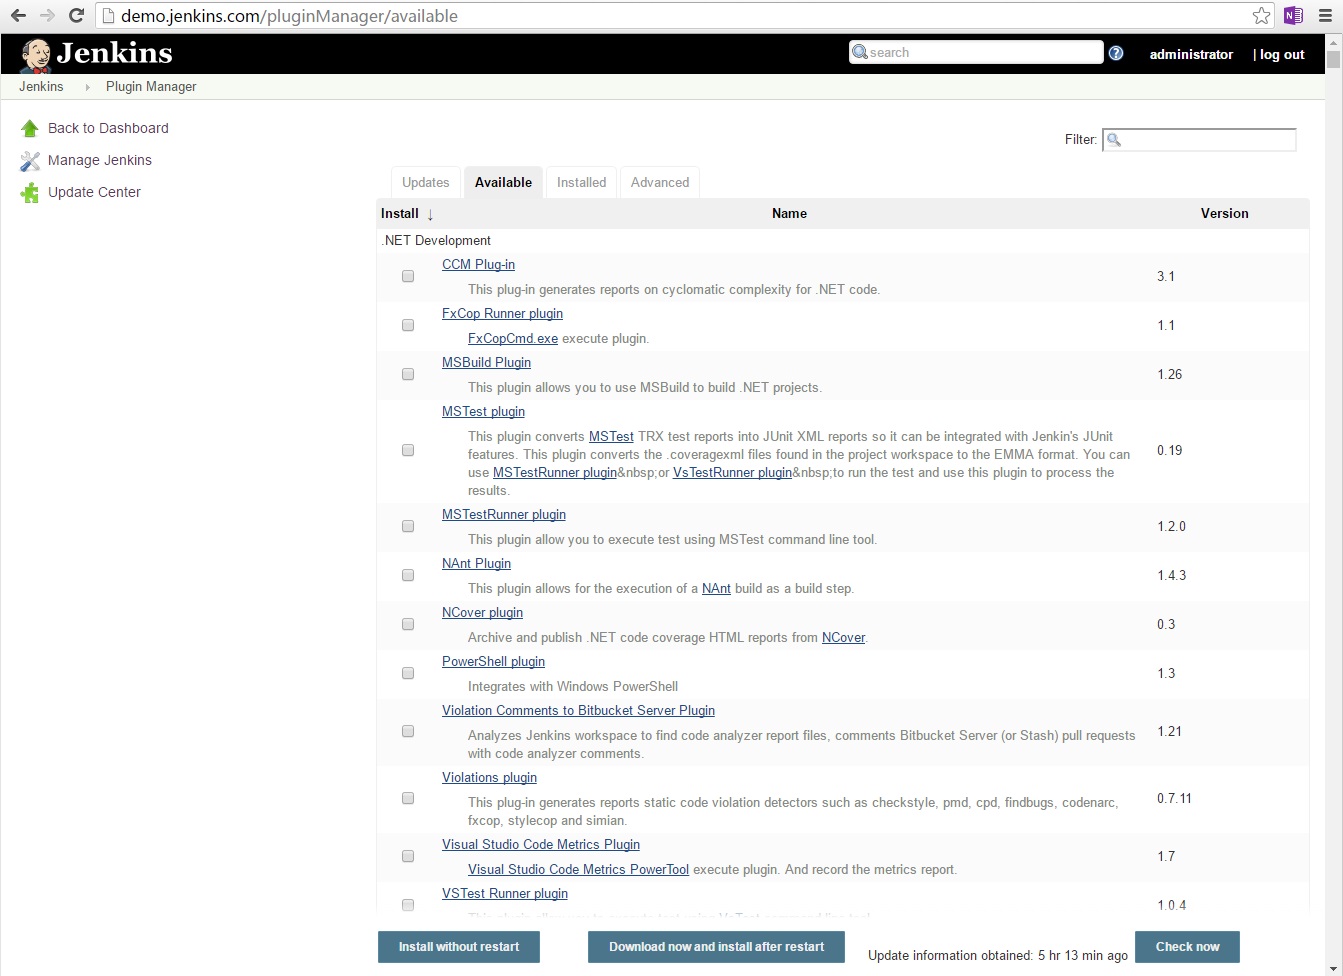 demo.jenkins.com/pluginManager/available
Jenkins
search
administrator
| log out
Jenkins
Plugin Manager
Back to Dashboard
Manage Jenkins
Update Center
Filter:
Updates
Available
Installed
Advanced
Install ↓
Name
Version
.NET Development
CCM Plug-in
This plug-in generates reports on cyclomatic complexity for .NET code.
3.1
FxCop Runner plugin
FxCopCmd.exe execute plugin.
1.1
MSBuild Plugin
This plugin allows you to use MSBuild to build .NET projects.
1.26
MSTest plugin
This plugin converts MSTest TRX test reports into JUnit XML reports so it can be integrated with Jenkin's JUnit
features. This plugin converts the .coveragexml files found in the project workspace to the EMMA format. You can
use MSTestRunner plugin&nbsp;or VsTestRunner plugin&nbsp;to run the test and use this plugin to process the
results.
0.19
MSTestRunner plugin
This plugin allow you to execute test using MSTest command line tool.
1.2.0
NAnt Plugin
This plugin allows for the execution of a NAnt build as a build step.
1.4.3
NCover plugin
Archive and publish .NET code coverage HTML reports from NCover.
0.3
PowerShell plugin
Integrates with Windows PowerShell
1.3
Violation Comments to Bitbucket Server Plugin
Analyzes Jenkins workspace to find code analyzer report files, comments Bitbucket Server (or Stash) pull requests
with code analyzer comments.
1.21
Violations plugin
This plug-in generates reports static code violation detectors such as checkstyle, pmd, cpd, findbugs, codenarc,
fxcop, stylecop and simian.
0.7.11
Visual Studio Code Metrics Plugin
Visual Studio Code Metrics PowerTool execute plugin. And record the metrics report.
1.7
VSTest Runner plugin
This plugin allow you to execute test using VsTest command line tool.
1.0.4
Install without restart
Download now and install after restart
Update information obtained: 5 hr 13 min ago
Check now